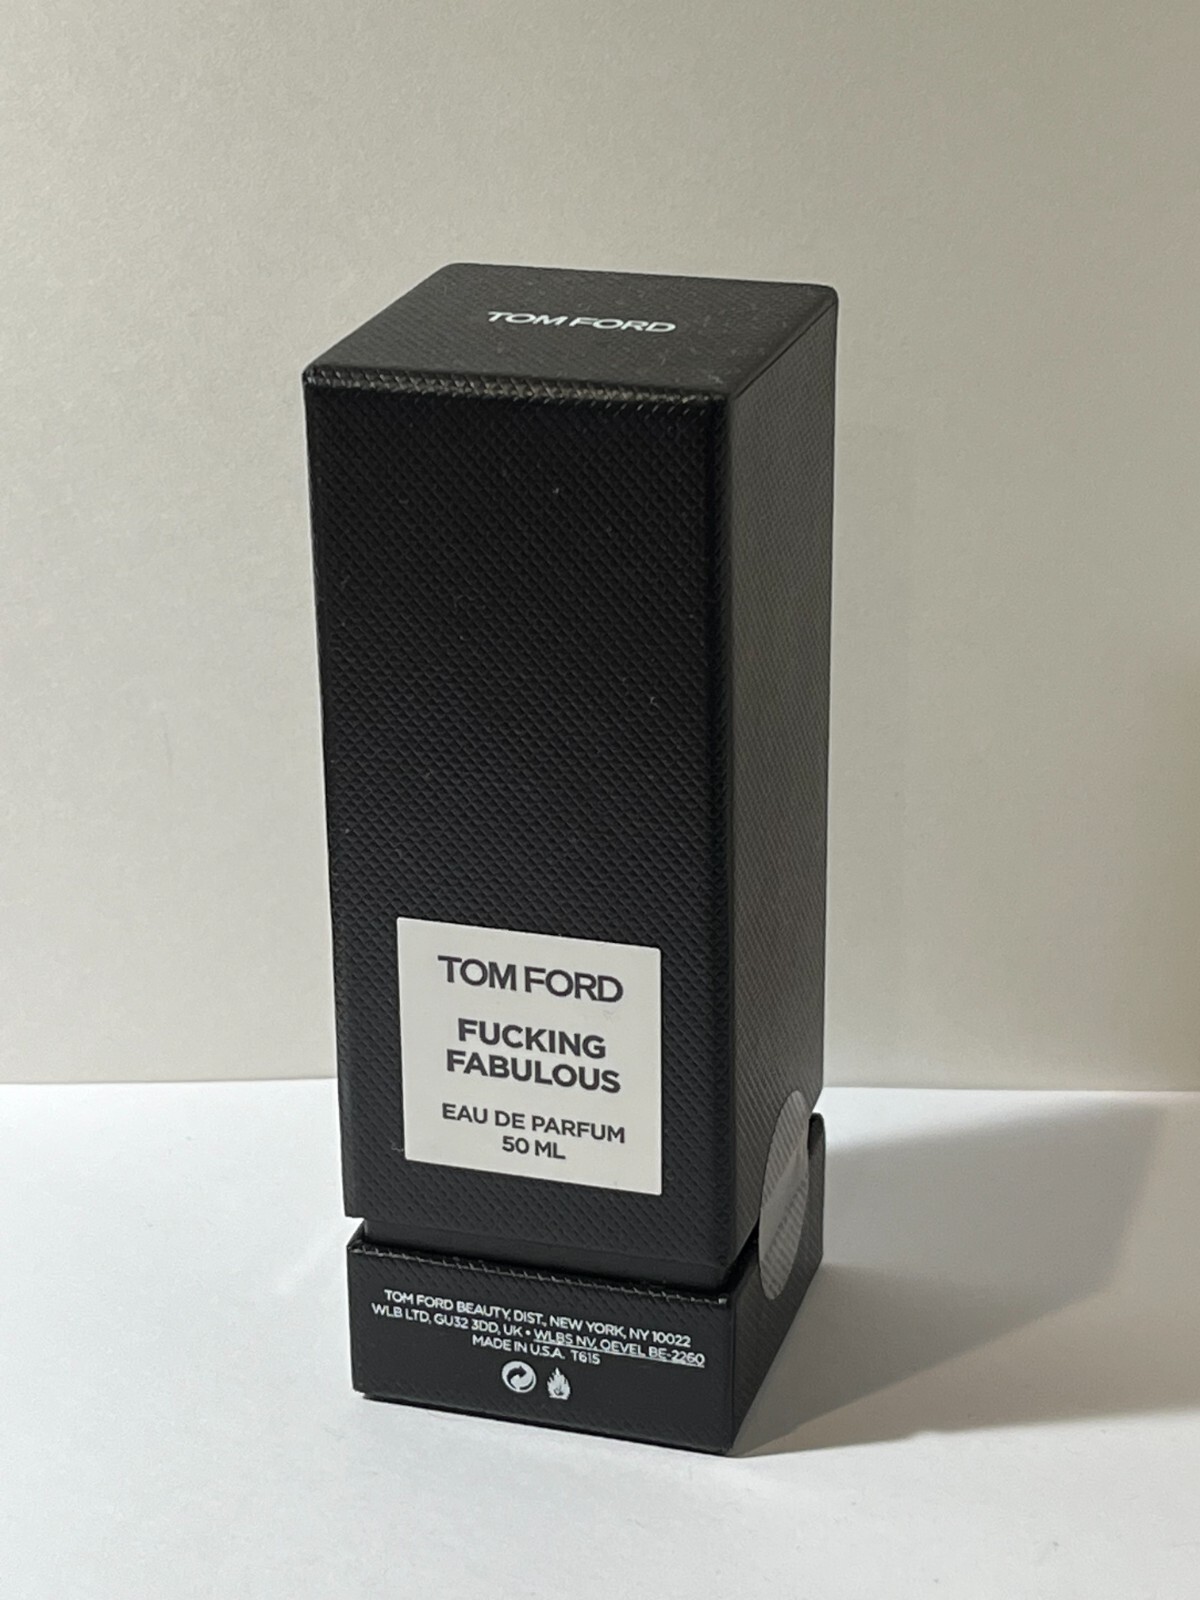 TOM FORD
TOM FORD
FUCKING
FABULOUS
EAU DE PARFUM
50 ML
TOM FORD BEAUTY, DIST., NEW YORK, NY 10022
WLB LTD, GU32 3DD, UK • WLBS NV, OEVEL BE-2260
MADE IN U.S.A. T615